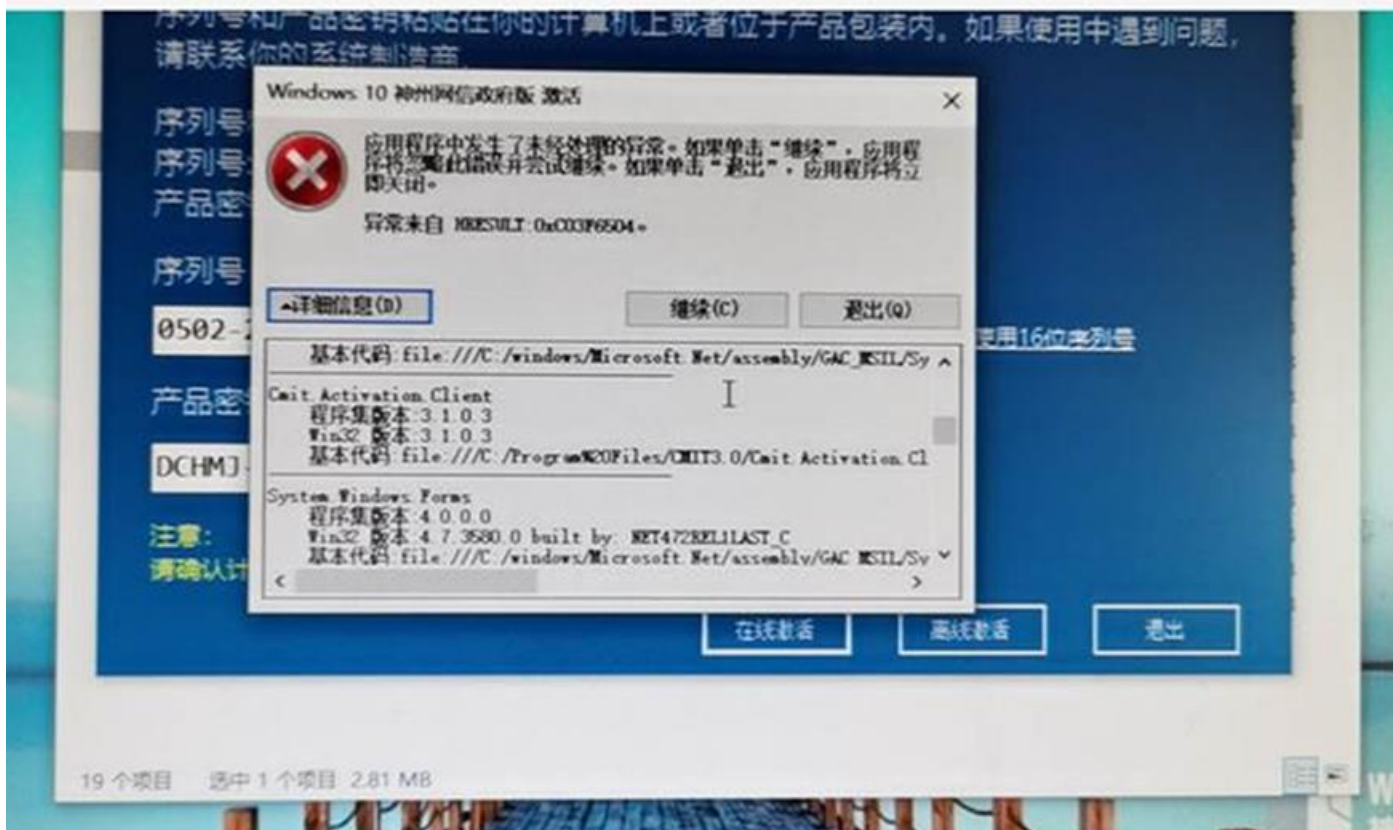 序列号和产品密钥粘贴在你的计算机上或者位于产品包装内。如果使用中遇到问题,
请联系你的系统制造商
Windows 10 神州网信政府版 激活
应用程序中发生了未经处理的异常。如果单击“继续”，应用程
序将忽略此错误并尝试继续。如果单击“退出”，应用程序将立
即关闭。
异常来自 HRESULT:0xC03F6504。
序列号
序列号
产品密
序列号
详细信息(D)
继续(C)
退出(Q)
0502-2
使用16位序列号
基本代码:file:///C:/windows/Microsoft.Net/assembly/GAC_MSIL/Sy
Cmit.Activation.Client
程序集版本:3.1.0.3
Win32 版本:3.1.0.3
基本代码:file:///C:/Program%20Files/CMIT3.0/Cmit.Activation.Cl
产品密
DCHMJ-
System.Windows.Forms
程序集版本:4.0.0.0
Win32 版本:4.7.3580.0 built by: NET472REL1LAST_C
基本代码:file:///C:/windows/Microsoft.Net/assembly/GAC_MSIL/Sy
注意:
请确认计
在线激活
离线激活
退出
19 个项目
选中 1 个项目 2.81 MB
W